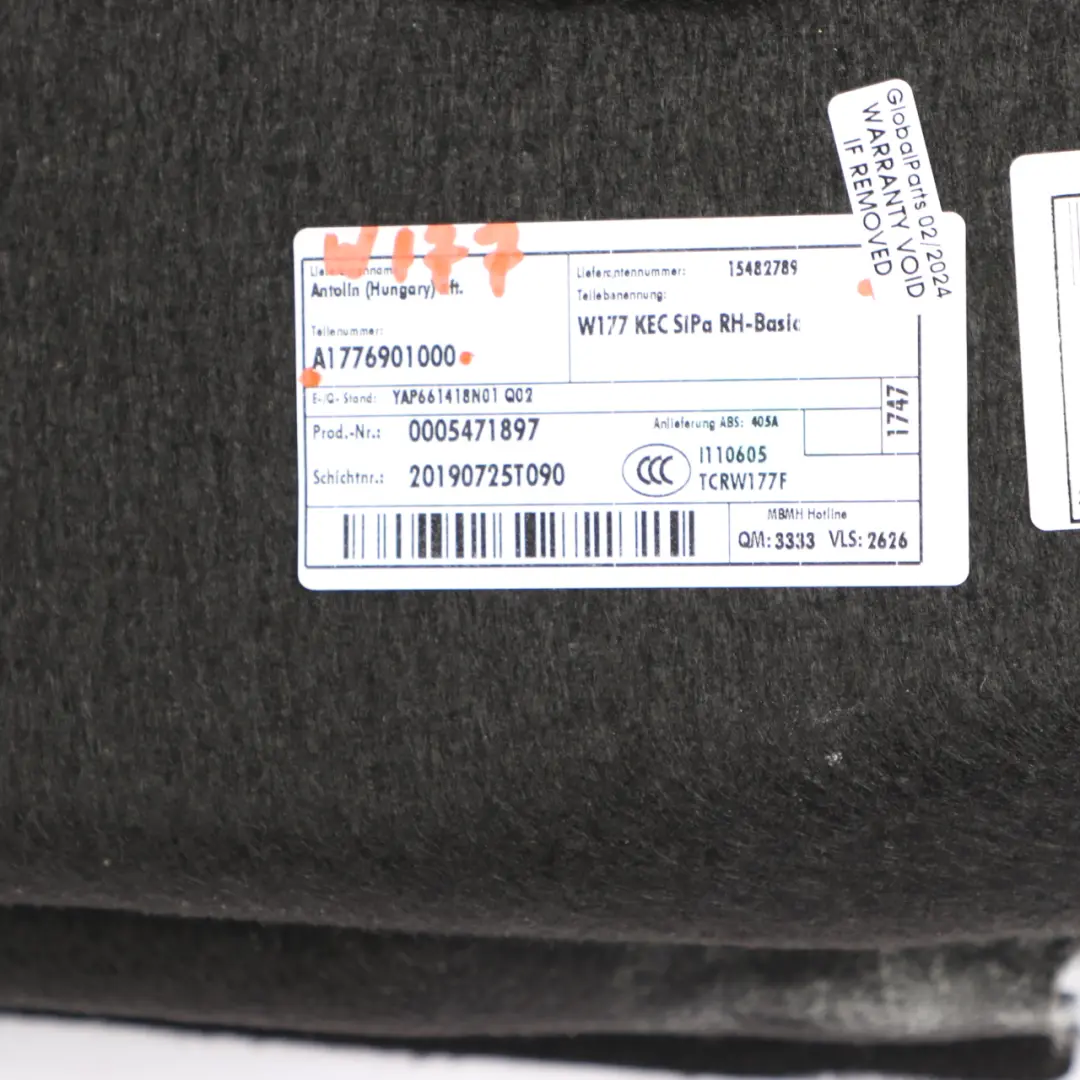 GlobalParts 02/2024
WARRANTY VOID
IF REMOVED
W177
Antolin (Hungary)
Lieferantennummer: 15482789
Teilebanennung:
W177 KEC SiPa RH-Basic
Teilenummer:
A1776901000
E-/Q- Stand: YAP661418N01 Q02
1747
Prod.-Nr.: 0005471897
Anlieferung ABS: 405A
Schichtnr.: 20190725T090
CCC
I110605
TCRW177F
MBMH Hotline
QM: 3333 VLS: 2626